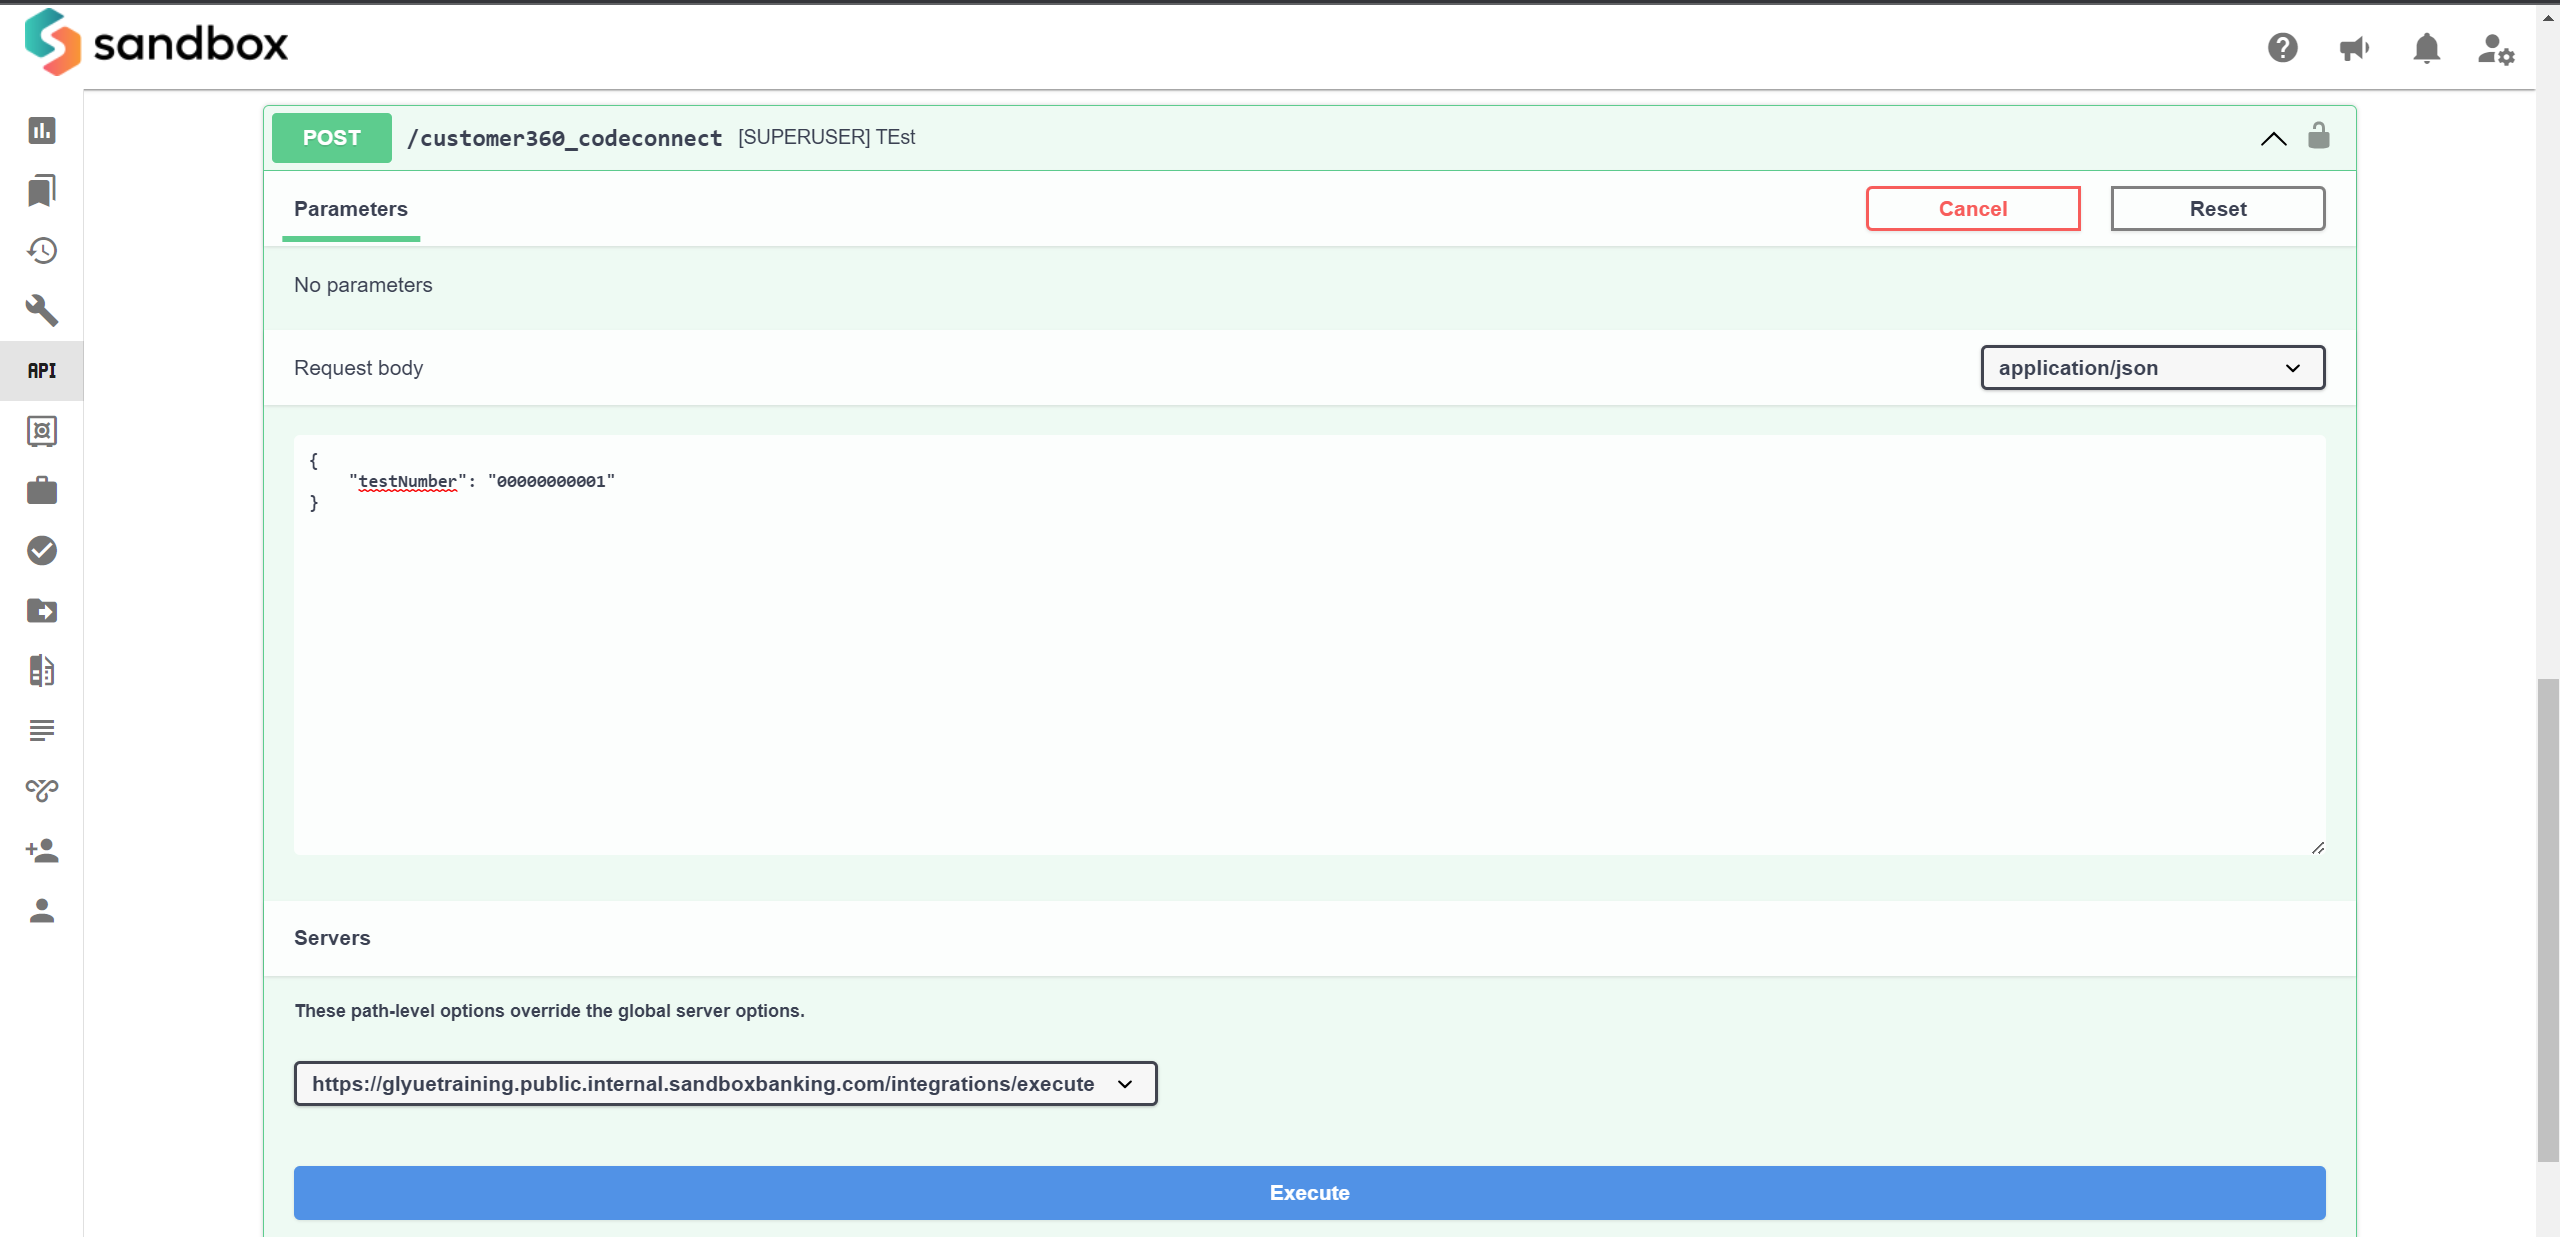 sandbox
POST /customer360_codeconnect [SUPERUSER] TEst
Parameters
Cancel
Reset
No parameters
API
Request body
application/json
{
"testNumber": "00000000001"
}
Servers
These path-level options override the global server options.
https://glyuetraining.public.internal.sandboxbanking.com/integrations/execute
Execute